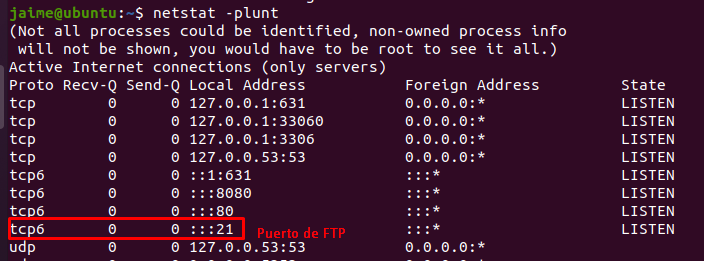 jaime@ubuntu:~$ netstat -plunt
(Not all processes could be identified, non-owned process info
 will not be shown, you would have to be root to see it all.)
Active Internet connections (only servers)
Proto Recv-Q Send-Q Local Address           Foreign Address         State
tcp        0      0 127.0.0.1:631           0.0.0.0:*               LISTEN
tcp        0      0 127.0.0.1:33060         0.0.0.0:*               LISTEN
tcp        0      0 127.0.0.1:3306          0.0.0.0:*               LISTEN
tcp        0      0 127.0.0.53:53           0.0.0.0:*               LISTEN
tcp6       0      0 ::1:631                 :::*                    LISTEN
tcp6       0      0 :::8080                 :::*                    LISTEN
tcp6       0      0 :::80                   :::*                    LISTEN
tcp6       0      0 :::21 Puerto de FTP     :::*                    LISTEN
udp        0      0 127.0.0.53:53           0.0.0.0:*